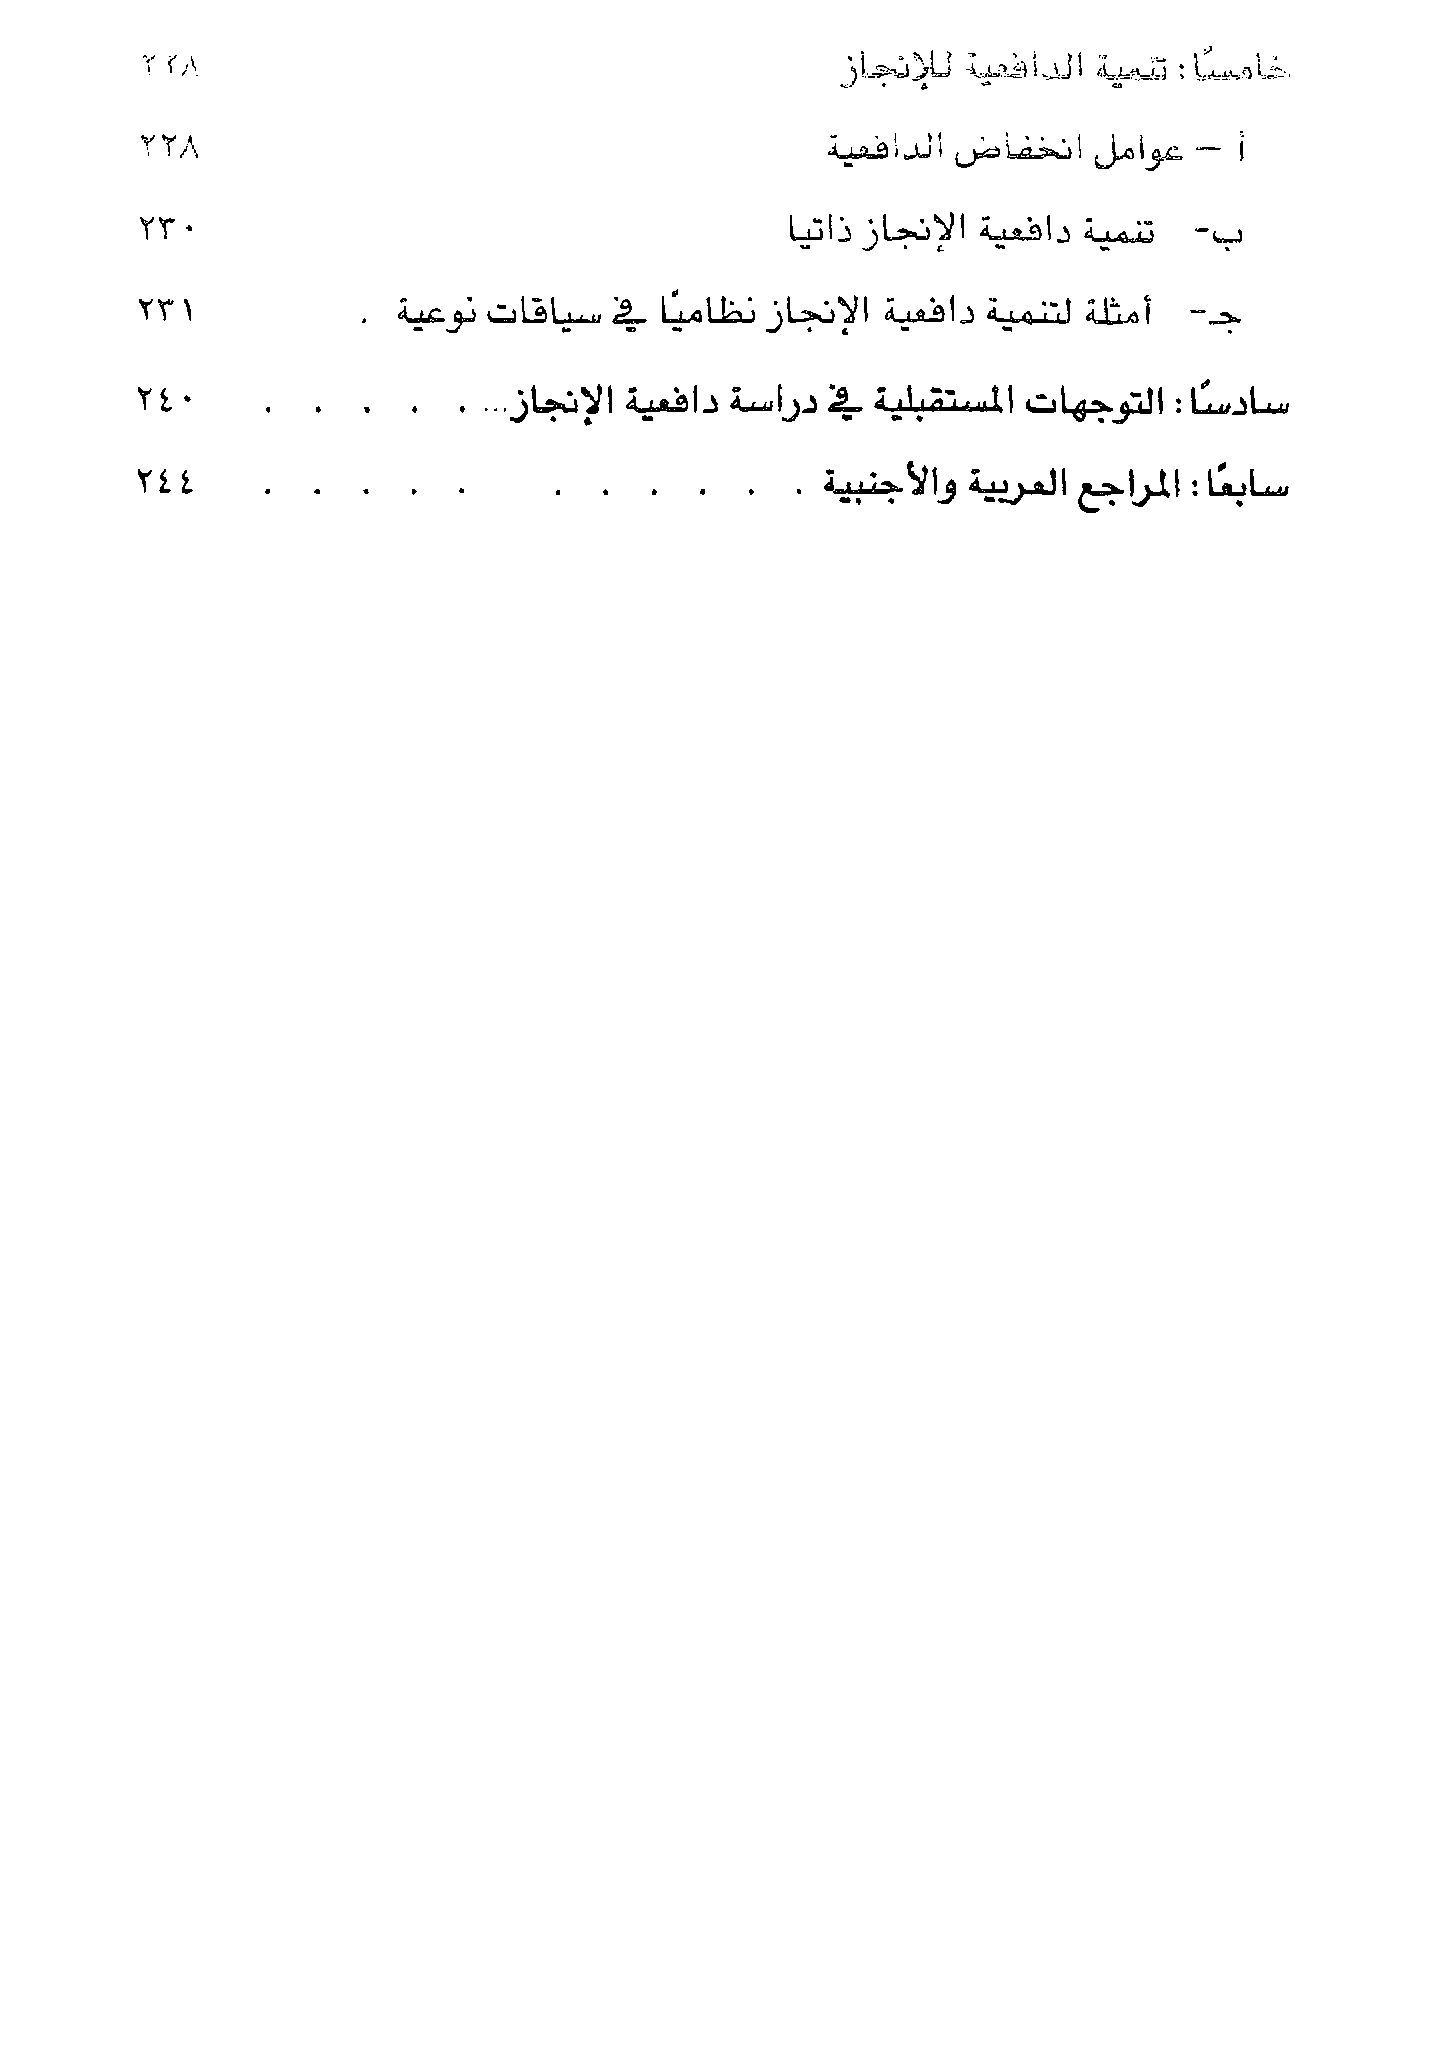 خامسًا: تنمية الدافعية للإنجاز ٢٢٨
أ – عوامل انخفاض الدافعية ٢٢٨
ب- تنمية دافعية الإنجاز ذاتيا ٢٣٠
جـ- أمثلة لتنمية دافعية الإنجاز نظاميًا في سياقات نوعية . ٢٣١
سادسًا: التوجهات المستقبلية في دراسة دافعية الإنجاز... . . . . . ٢٤٠
سابعًا: المراجع العربية والأجنبية . . . . . . . . . . . ٢٤٤